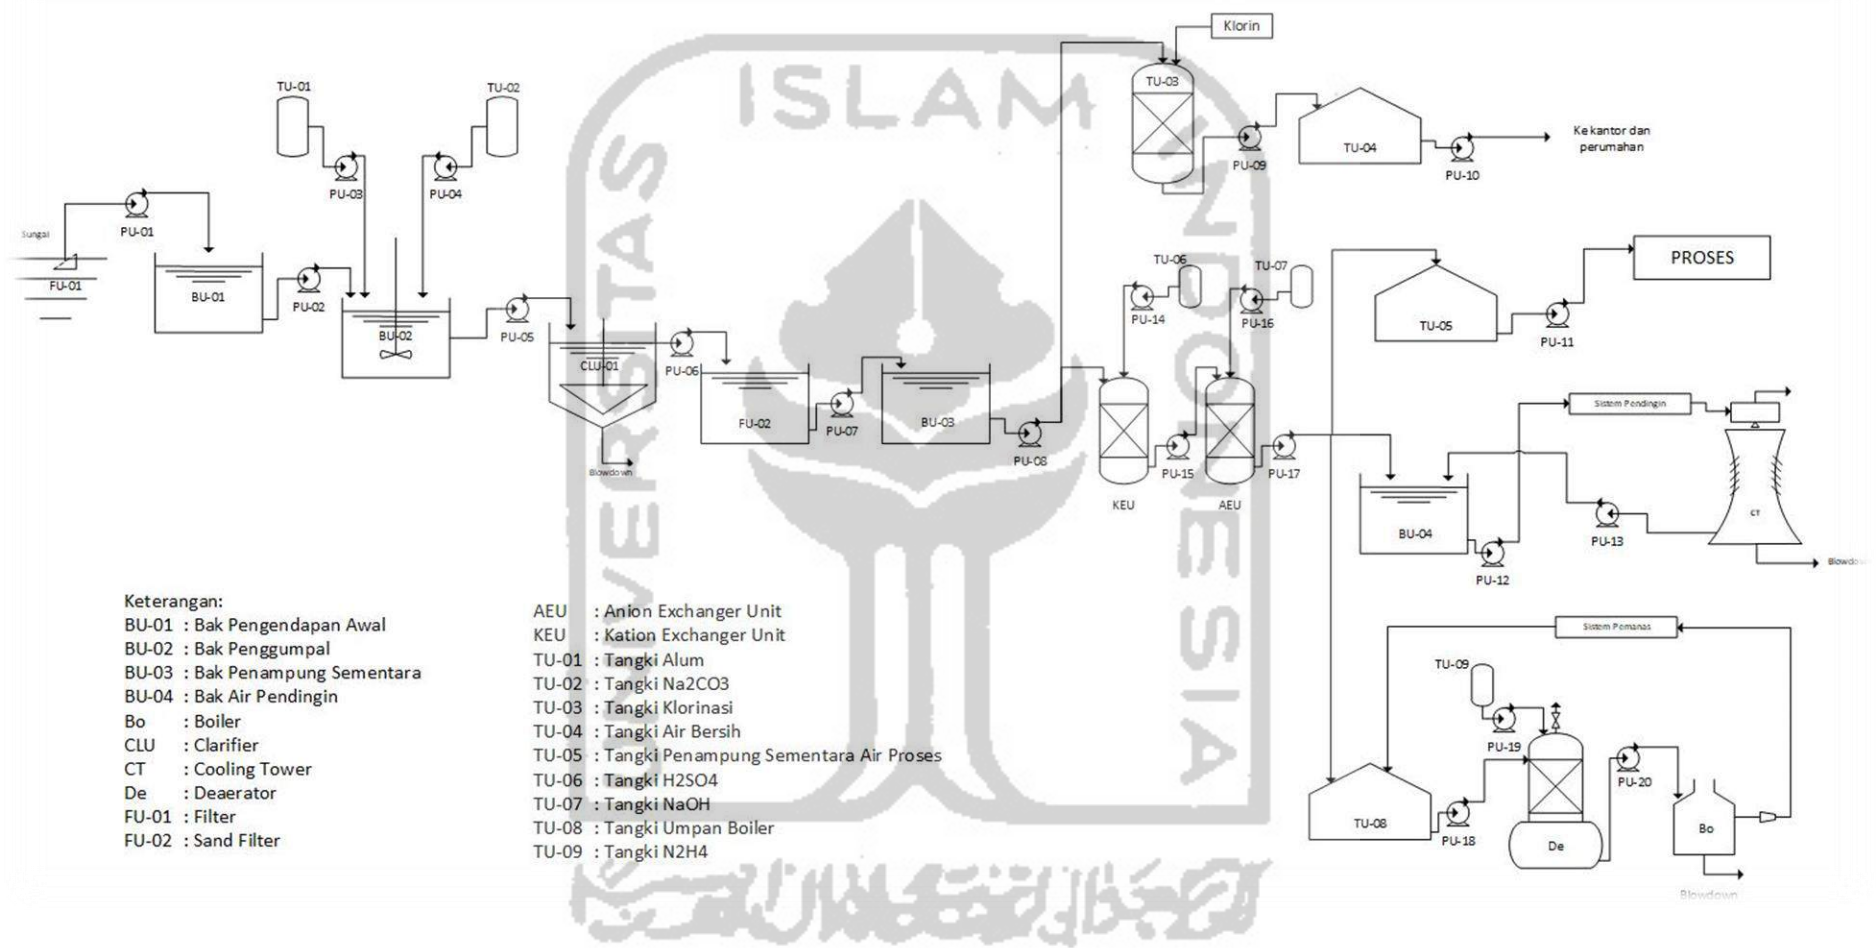 Klorin
TU-01
TU-02
TU-03
PU-03
PU-04
PU-09
TU-04
PU-10
Ke kantor dan
perumahan
Sungai
PU-01
FU-01
BU-01
PU-02
BU-02
PU-05
CLU-01
PU-06
Blowdown
FU-02
PU-07
BU-03
PU-08
TU-06
TU-07
PU-14
PU-16
KEU
PU-15
AEU
PU-17
TU-05
PU-11
PROSES
Sistem Pendingin
BU-04
PU-12
PU-13
CT
Blowdown
Sistem Pemanas
TU-09
PU-19
TU-08
PU-18
De
PU-20
Bo
Blowdown
Keterangan:
BU-01 : Bak Pengendapan Awal
BU-02 : Bak Penggumpal
BU-03 : Bak Penampung Sementara
BU-04 : Bak Air Pendingin
Bo : Boiler
CLU : Clarifier
CT : Cooling Tower
De : Deaerator
FU-01 : Filter
FU-02 : Sand Filter
AEU : Anion Exchanger Unit
KEU : Kation Exchanger Unit
TU-01 : Tangki Alum
TU-02 : Tangki Na2CO3
TU-03 : Tangki Klorinasi
TU-04 : Tangki Air Bersih
TU-05 : Tangki Penampung Sementara Air Proses
TU-06 : Tangki H2SO4
TU-07 : Tangki NaOH
TU-08 : Tangki Umpan Boiler
TU-09 : Tangki N2H4
UNIVERSITAS
ISLAM
INDONESIA